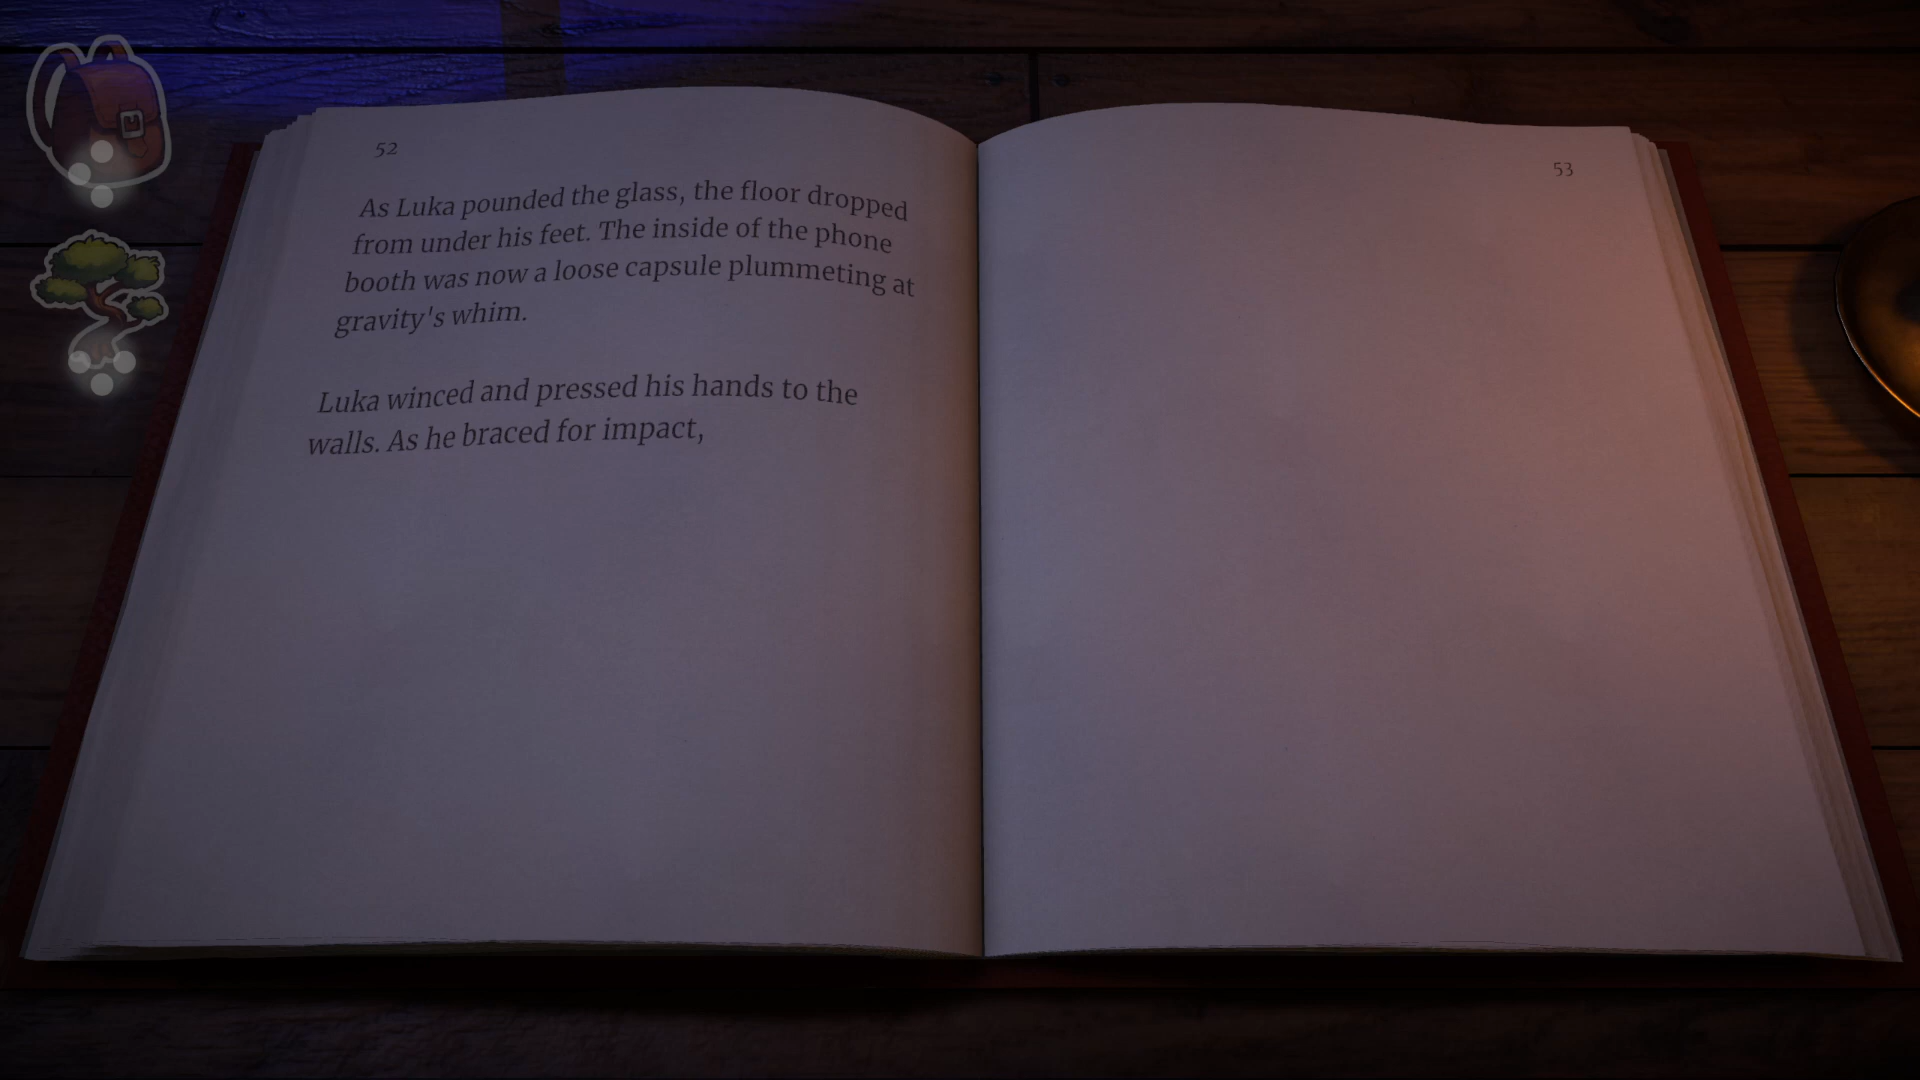 52
As Luka pounded the glass, the floor dropped
from under his feet. The inside of the phone
booth was now a loose capsule plummeting at
gravity's whim.
Luka winced and pressed his hands to the
walls. As he braced for impact,
53